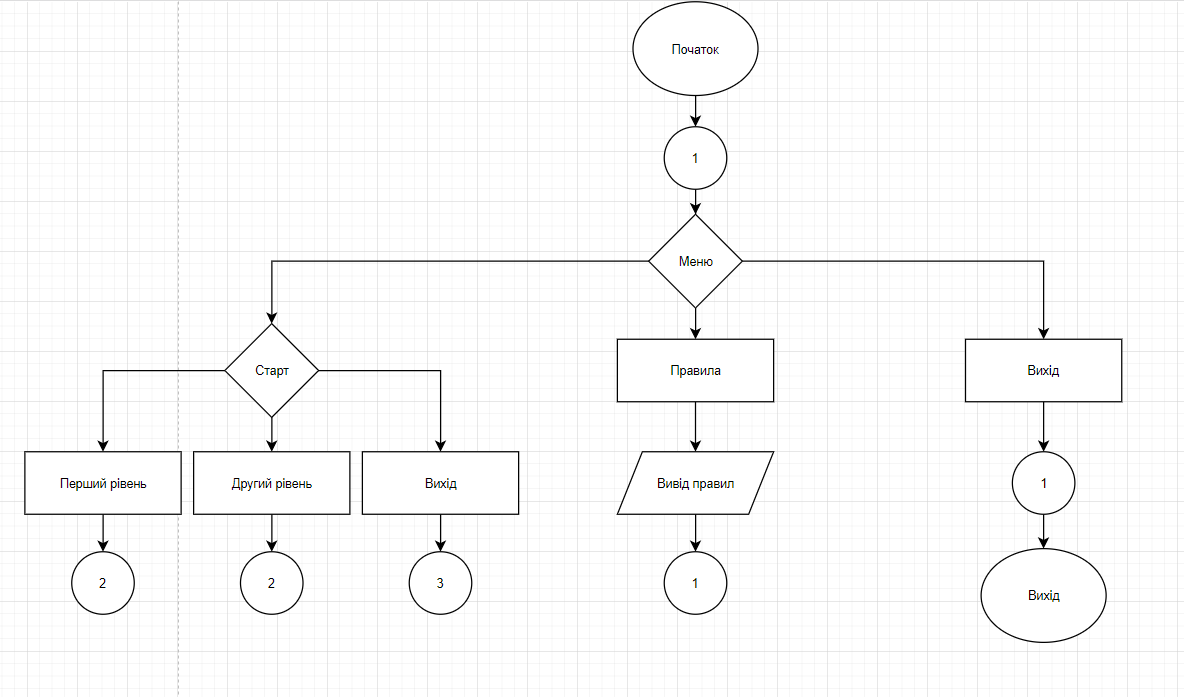 Початок
1
Меню
Старт
Правила
Вихід
Перший рівень
Другий рівень
Вихід
Вивід правил
1
2
2
3
1
Вихід